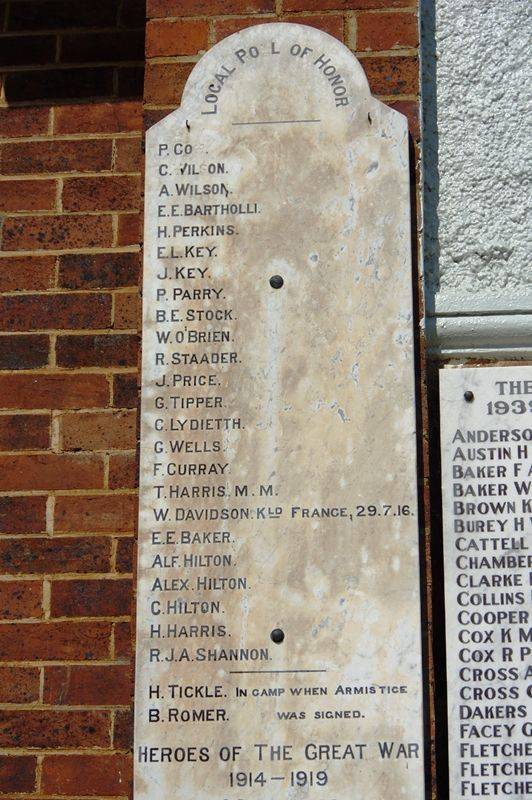 LOCAL OF HONOR
P. CO
C. WILSON.
A. WILSON.
E.E. BARTHOLLI.
H. PERKINS.
E.L. KEY.
J. KEY.
P. PARRY.
B.E. STOCK.
W. O'BRIEN.
R. STAADER.
J. PRICE.
G. TIPPER.
C. LYDIETTH.
G. WELLS.
F. CURRAY.
T. HARRIS. M.M.
W. DAVIDSON. KLD FRANCE, 29.7.16.
E.E. BAKER.
ALF. HILTON.
ALEX. HILTON.
C. HILTON.
H. HARRIS.
R.J.A. SHANNON.
H. TICKLE. IN CAMP WHEN ARMISTICE
B. ROMER. WAS SIGNED.
HEROES OF THE GREAT WAR
1914-1919
THE
193
ANDERSO
AUSTIN H
BAKER F A
BAKER W
BROWN K
BUREY H
CATTELL
CHAMBER
CLARKE
COLLINS
COOPER
COX K M
COX R P
CROSS A
CROSS
DAKERS
FACEY G
FLETCHE
FLETCHE
FLETCHE